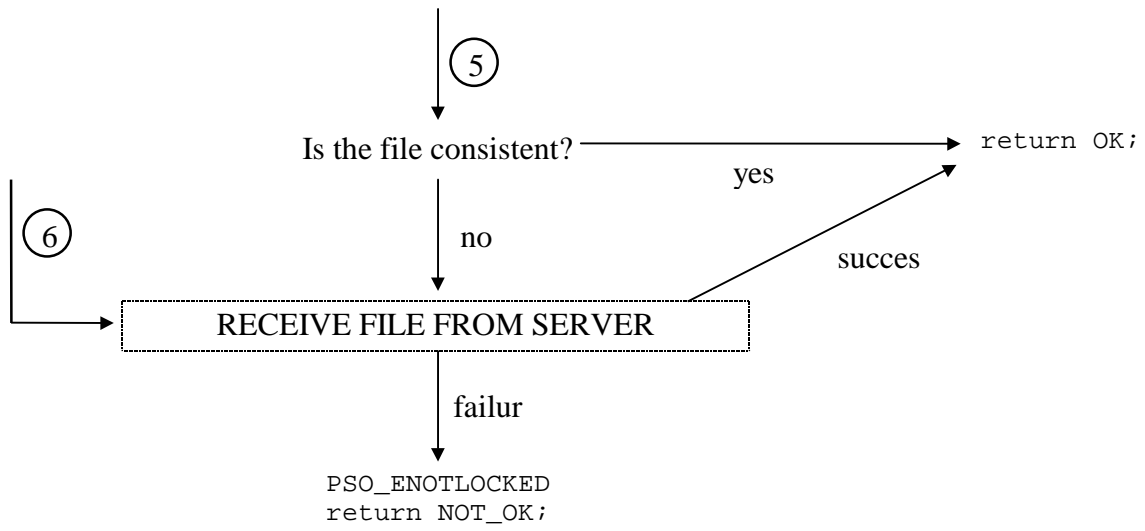 5
Is the file consistent?
return OK;
yes
6
no
succes
RECEIVE FILE FROM SERVER
failur
PSO_ENOTLOCKED
return NOT_OK;